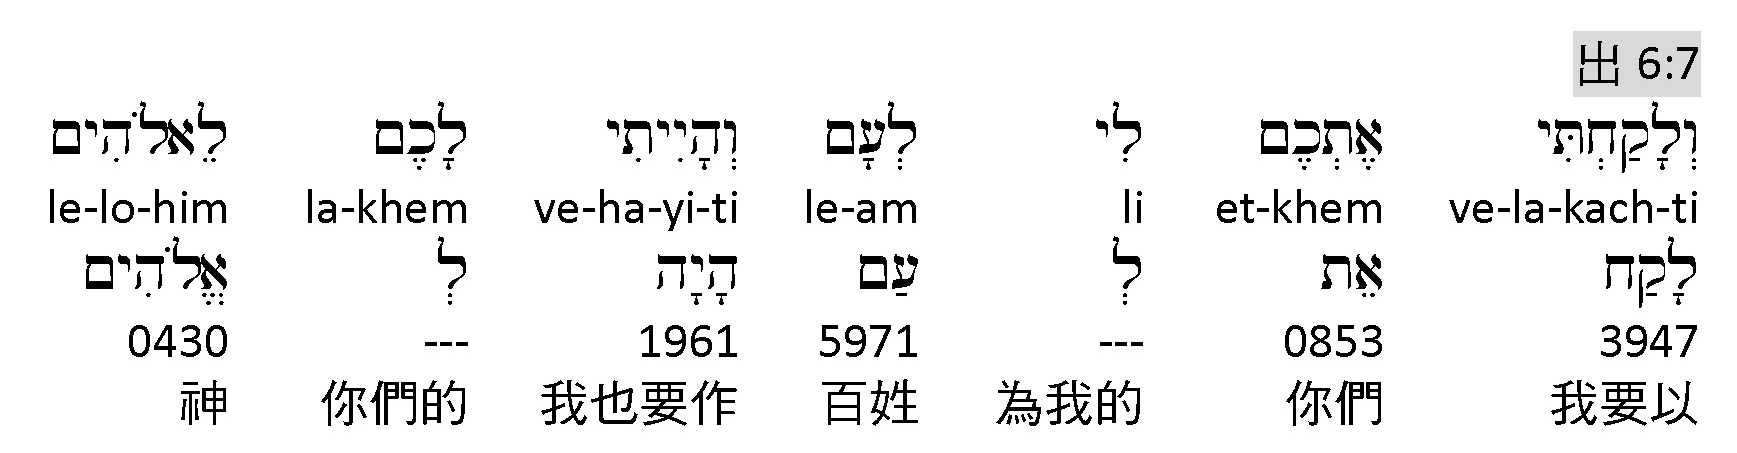 出 6:7
וְלָקַחְתִּי אֶתְכֶם לִי לְעָם וְהָיִיתִי לָכֶם לֵאלֹהִים
le-lo-him la-khem ve-ha-yi-ti le-am li et-khem ve-la-kach-ti
לָקַח אֵת לְ עַם הָיָה לְ אֱלֹהִים
0430 --- 1961 5971 --- 0853 3947
神 你們的 我也要作 百姓 為我的 你們 我要以